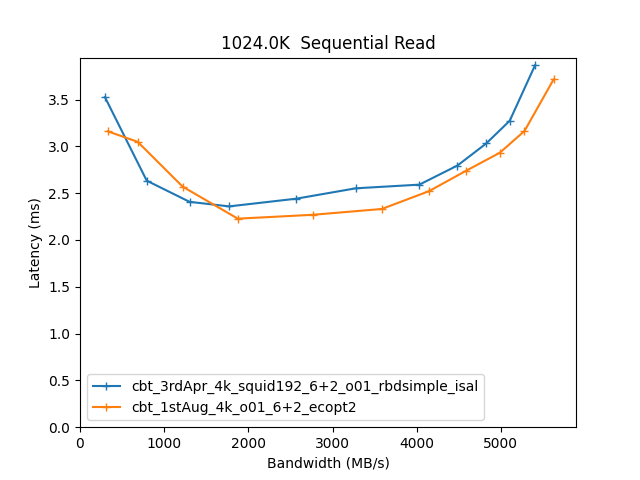 1024.0K  Sequential Read
Latency (ms)
3.5
3.0
2.5
2.0
1.5
1.0
0.5
0.0
cbt_3rdApr_4k_squid192_6+2_o01_rbdsimple_isal
cbt_1stAug_4k_o01_6+2_ecopt2
0 1000 2000 3000 4000 5000
Bandwidth (MB/s)